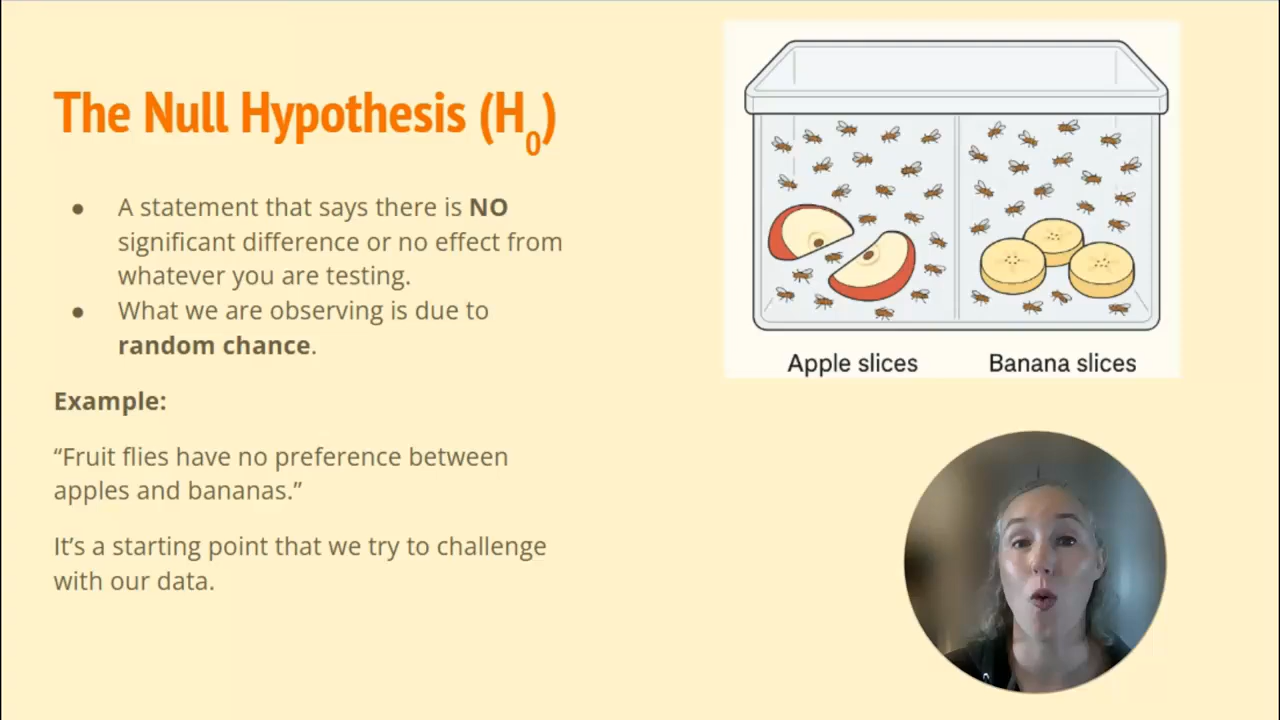 The Null Hypothesis (H0)
● A statement that says there is NO
significant difference or no effect from
whatever you are testing.
● What we are observing is due to
random chance.
Example:
“Fruit flies have no preference between
apples and bananas.”
It’s a starting point that we try to challenge
with our data.
Apple slices
Banana slices